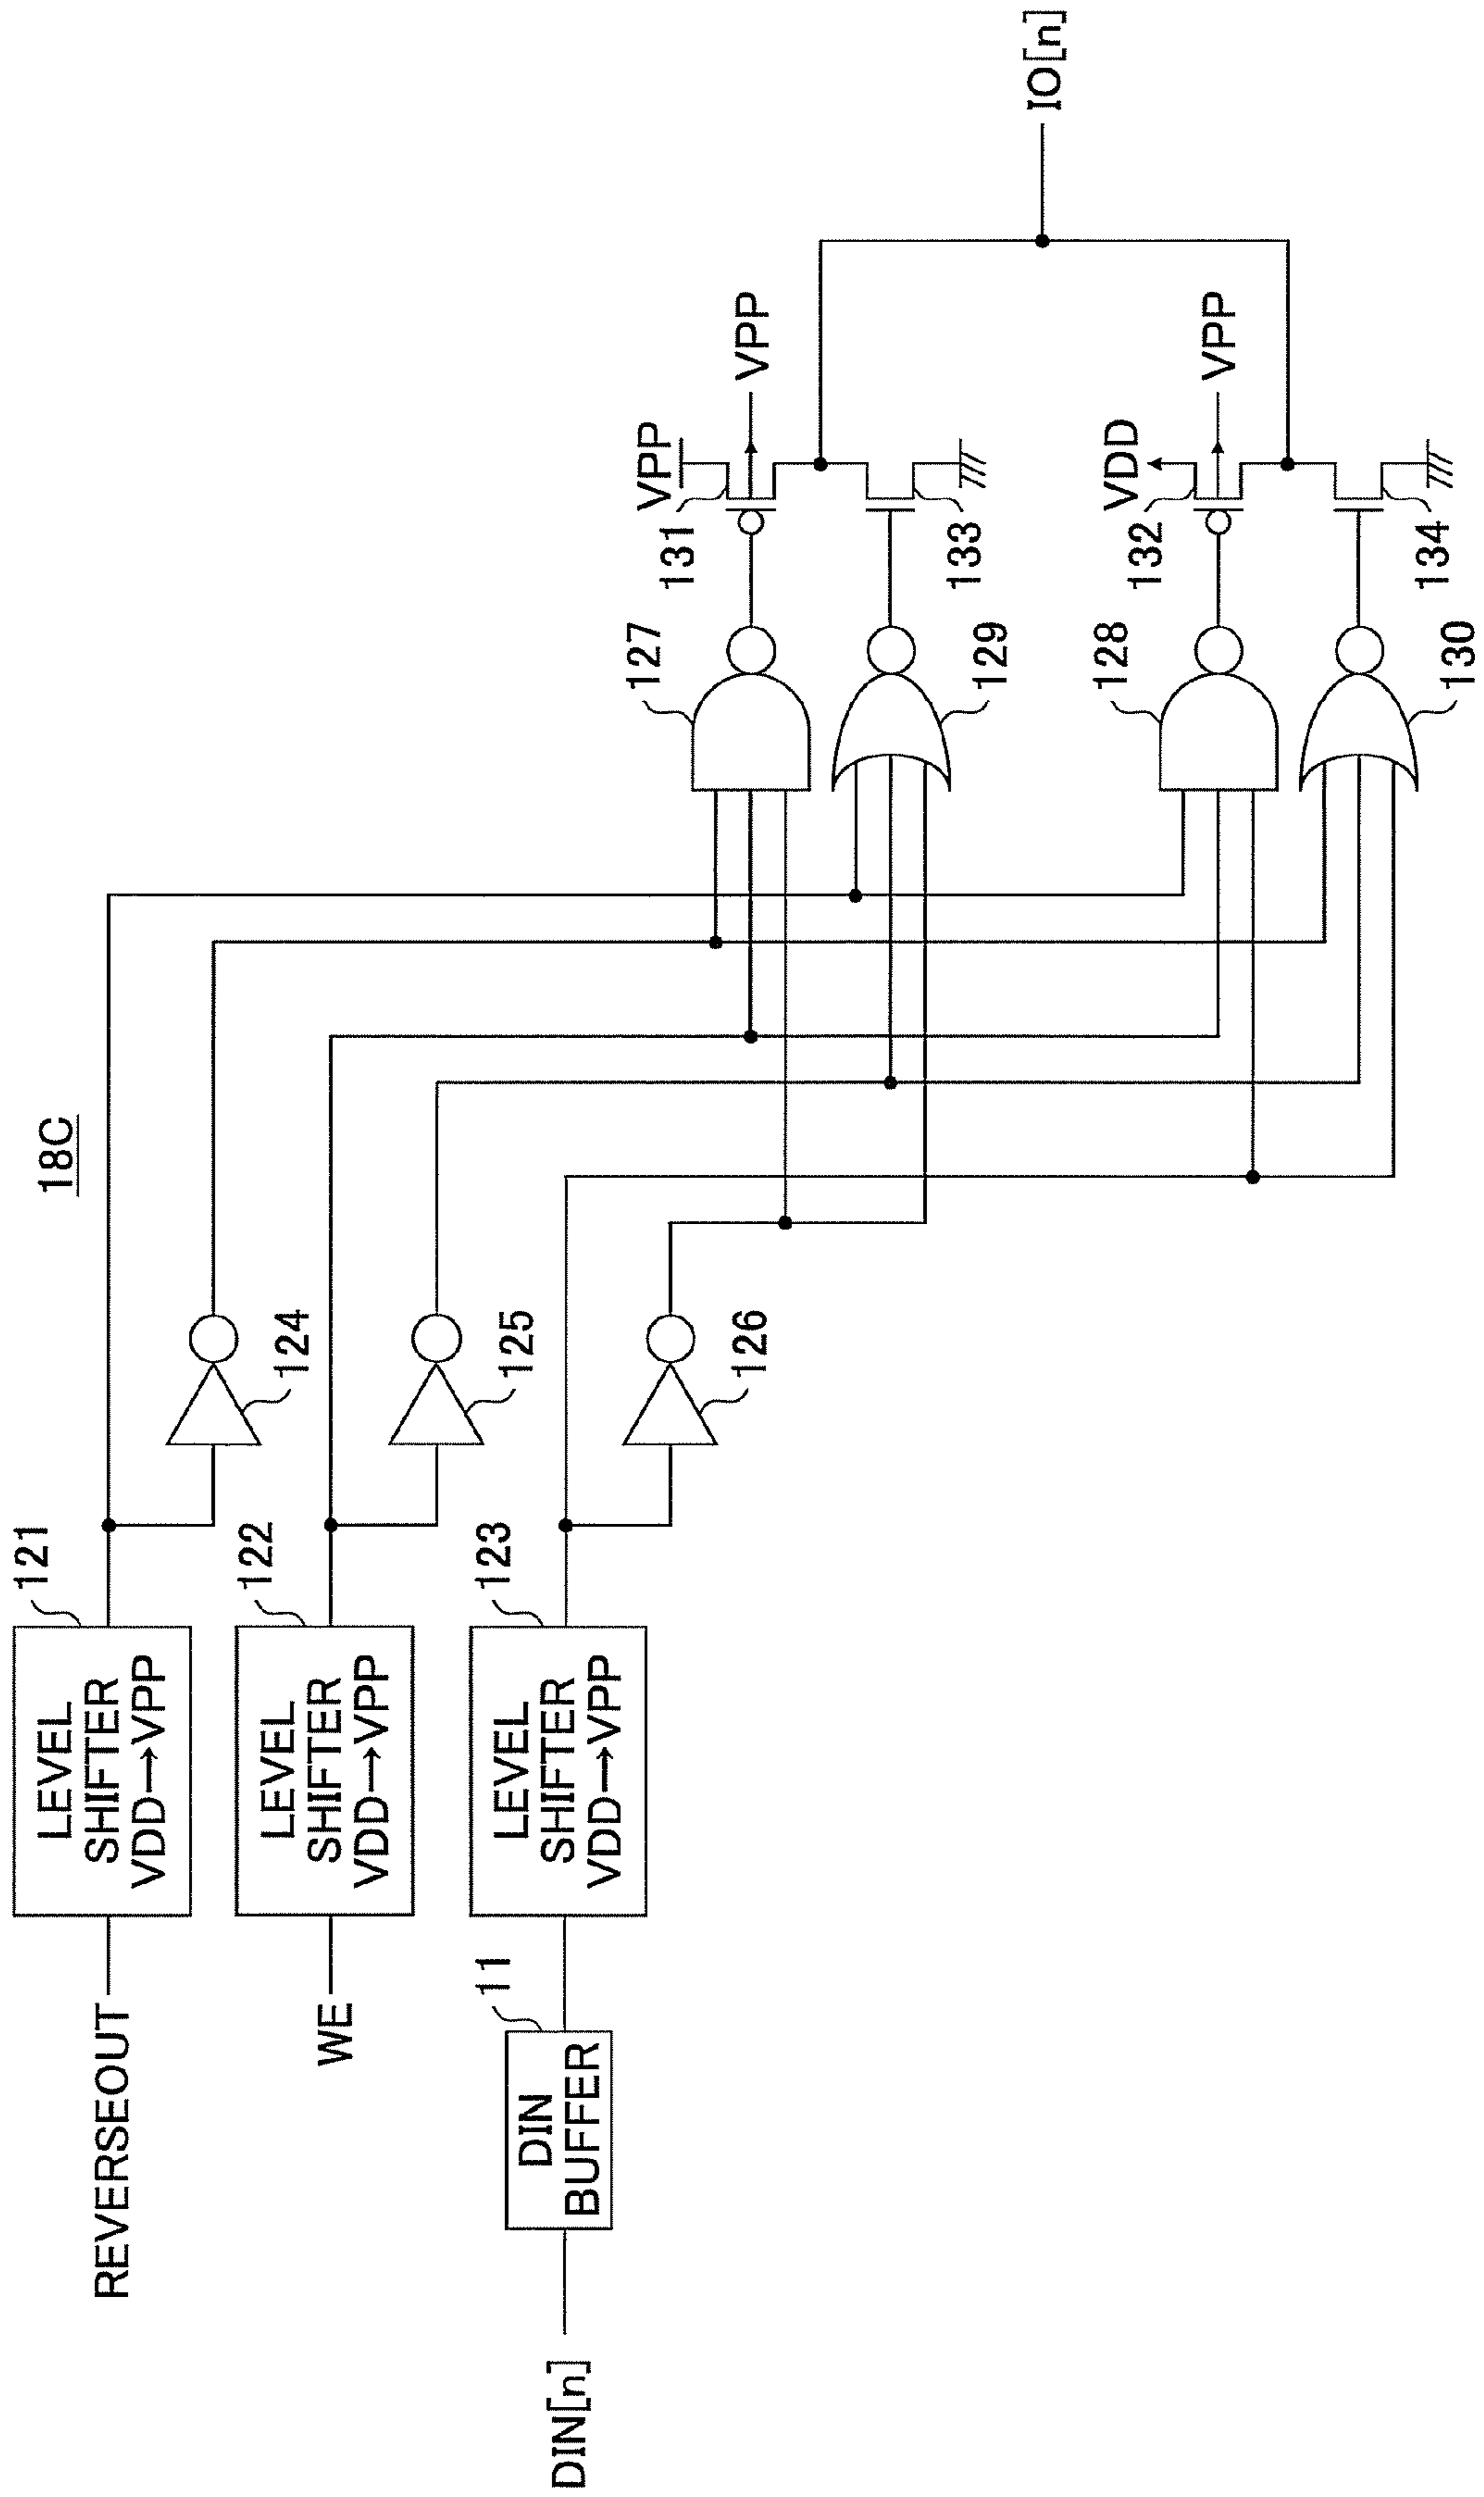 18C
REVERSEOUT
LEVEL
SHIFTER
VDD→VPP
121
124
WE
LEVEL
SHIFTER
VDD→VPP
122
125
DIN[n]
DIN
BUFFER
11
LEVEL
SHIFTER
VDD→VPP
123
126
127
131
VPP
VPP
129
133
128
132
VDD
VPP
130
134
IO[n]